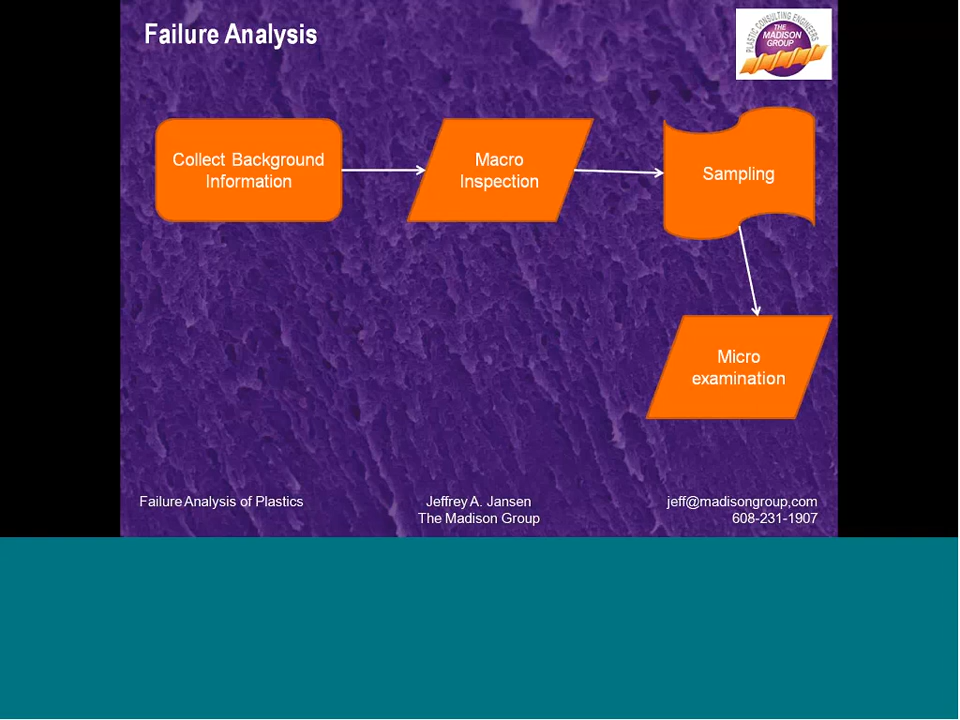 Failure Analysis
PLASTIC CONSULTING ENGINEERS
THE
MADISON
GROUP
Collect Background
Information
Macro
Inspection
Sampling
Micro
examination
Failure Analysis of Plastics
Jeffrey A. Jansen
The Madison Group
jeff@madisongroup,com
608-231-1907